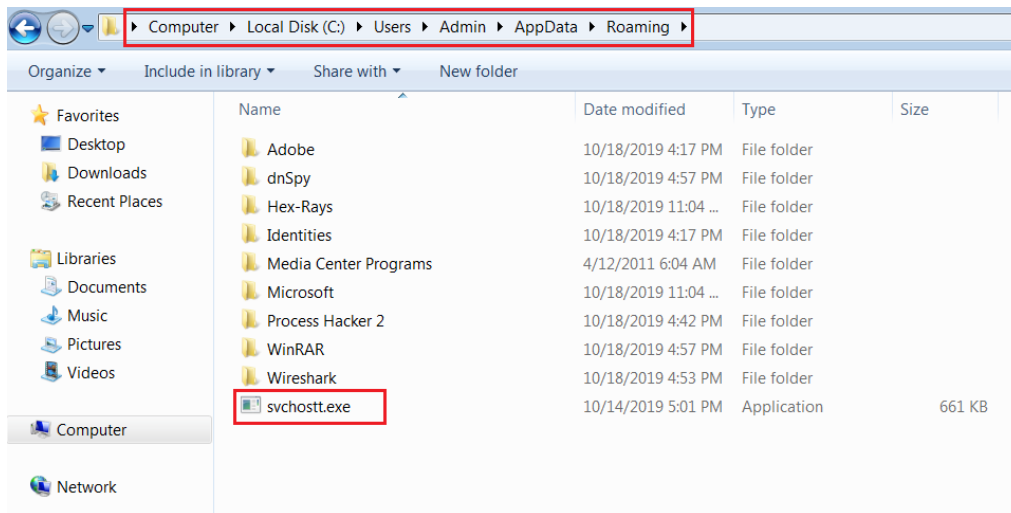 Computer Local Disk (C:) Users Admin AppData Roaming
Organize Include in library Share with New folder
Favorites
Desktop
Downloads
Recent Places
Libraries
Documents
Music
Pictures
Videos
Computer
Network
Name Date modified Type Size
Adobe 10/18/2019 4:17 PM File folder
dnSpy 10/18/2019 4:57 PM File folder
Hex-Rays 10/18/2019 11:04 ... File folder
Identities 10/18/2019 4:17 PM File folder
Media Center Programs 4/12/2011 6:04 AM File folder
Microsoft 10/18/2019 11:04 ... File folder
Process Hacker 2 10/18/2019 4:42 PM File folder
WinRAR 10/18/2019 4:57 PM File folder
Wireshark 10/18/2019 4:53 PM File folder
svchostt.exe 10/14/2019 5:01 PM Application 661 KB